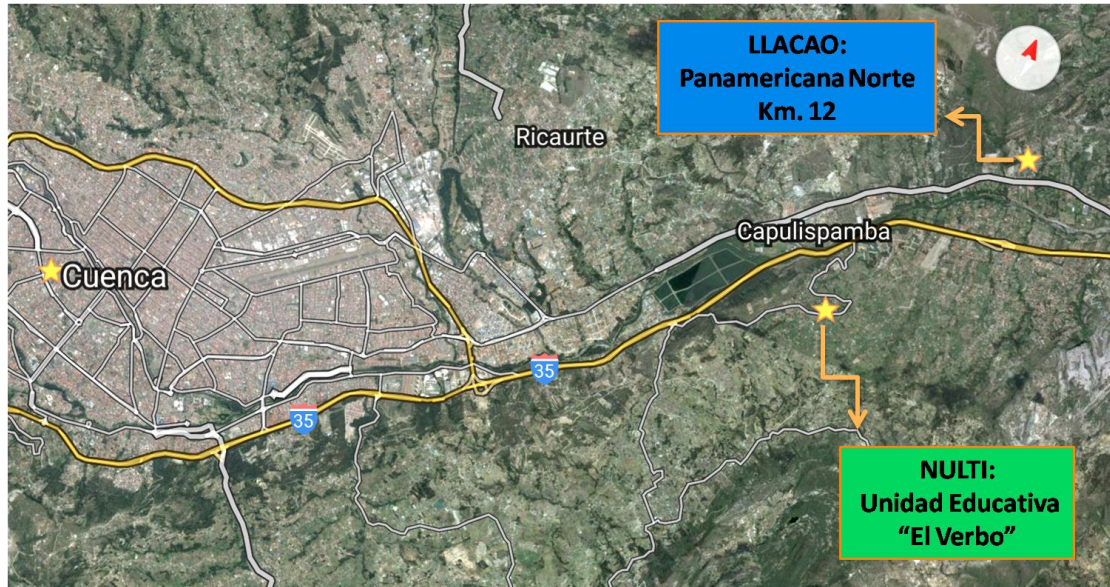 LLACAO:
Panamericana Norte
Km. 12
Ricaurte
Capulispamba
Cuenca
35
35
NULTI:
Unidad Educativa
“El Verbo”